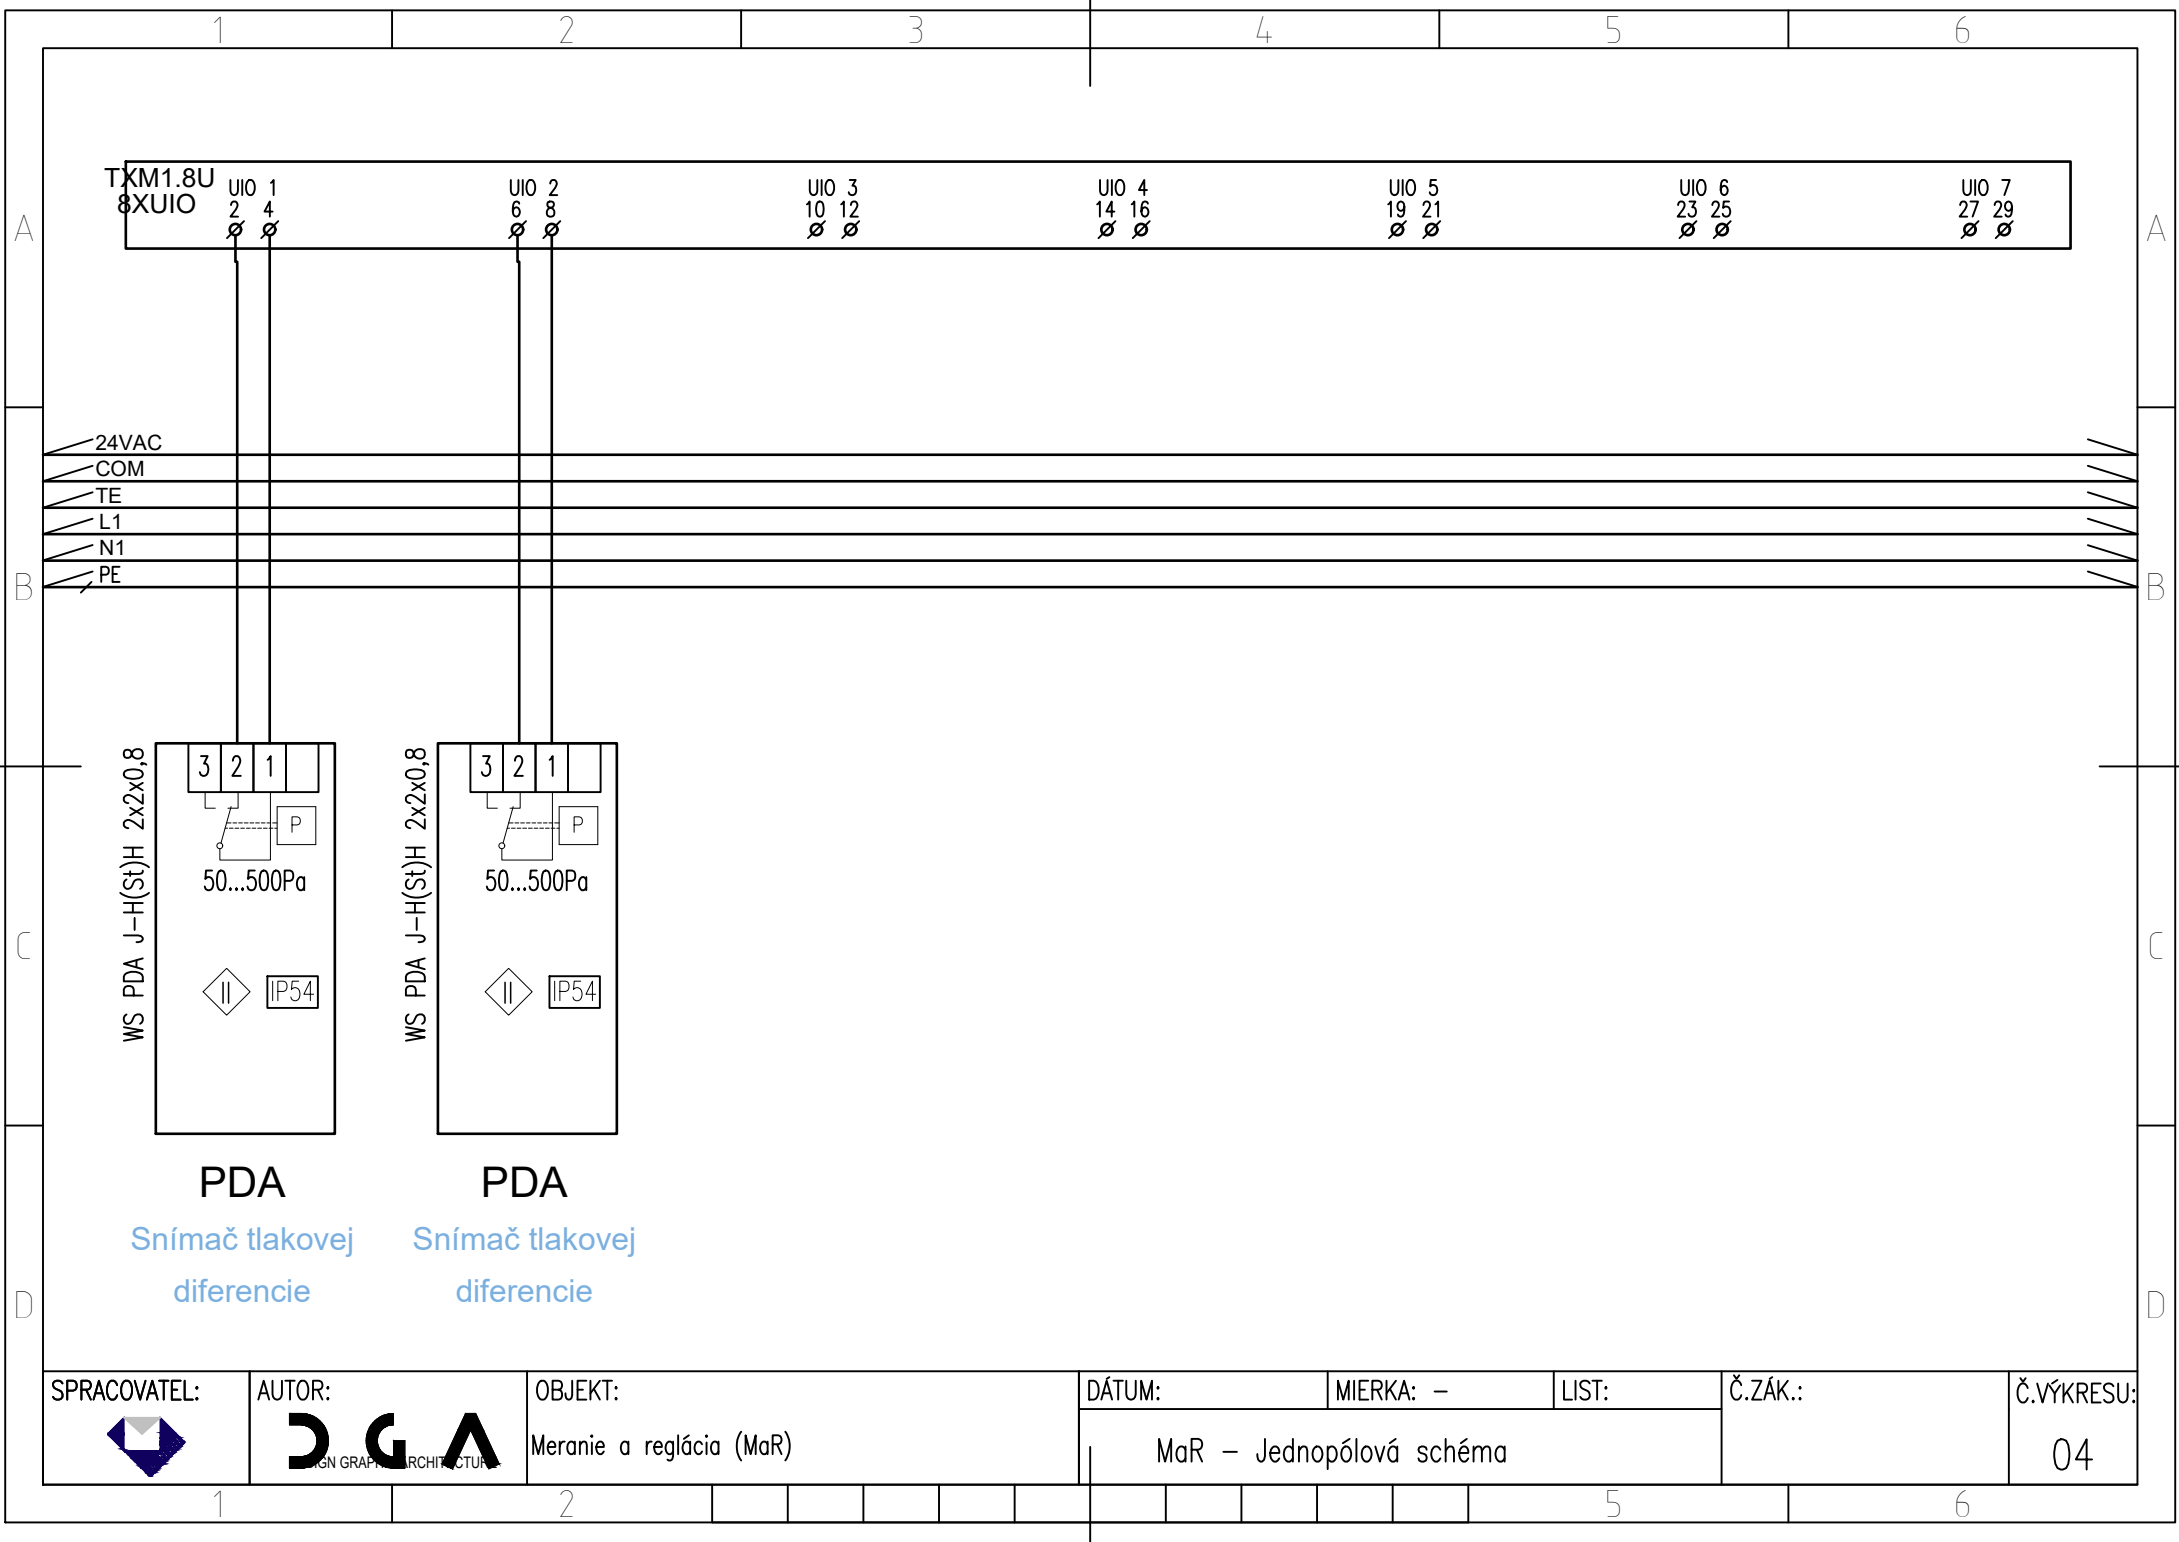 1 2 3 4 5 6
TXM1.8U
8XUIO
UIO 1 UIO 2 UIO 3 UIO 4 UIO 5 UIO 6 UIO 7
2 4 6 8 10 12 14 16 19 21 23 25 27 29
A A
24VAC
COM
TE
L1
N1
PE
B B
WS PDA J-H(St)H 2x2x0,8
3 2 1
P
50...500Pa
II IP54
WS PDA J-H(St)H 2x2x0,8
3 2 1
P
50...500Pa
II IP54
C C
PDA
Snímač tlakovej
diferencie
PDA
Snímač tlakovej
diferencie
D D
SPRACOVATEL:
AUTOR:
DGA
OBJEKT:
Meranie a reglácia (MaR)
DÁTUM:
MIERKA: -
LIST:
MaR - Jednopólová schéma
Č.ZÁK.:
Č.VÝKRESU:
04
1 2 5 6